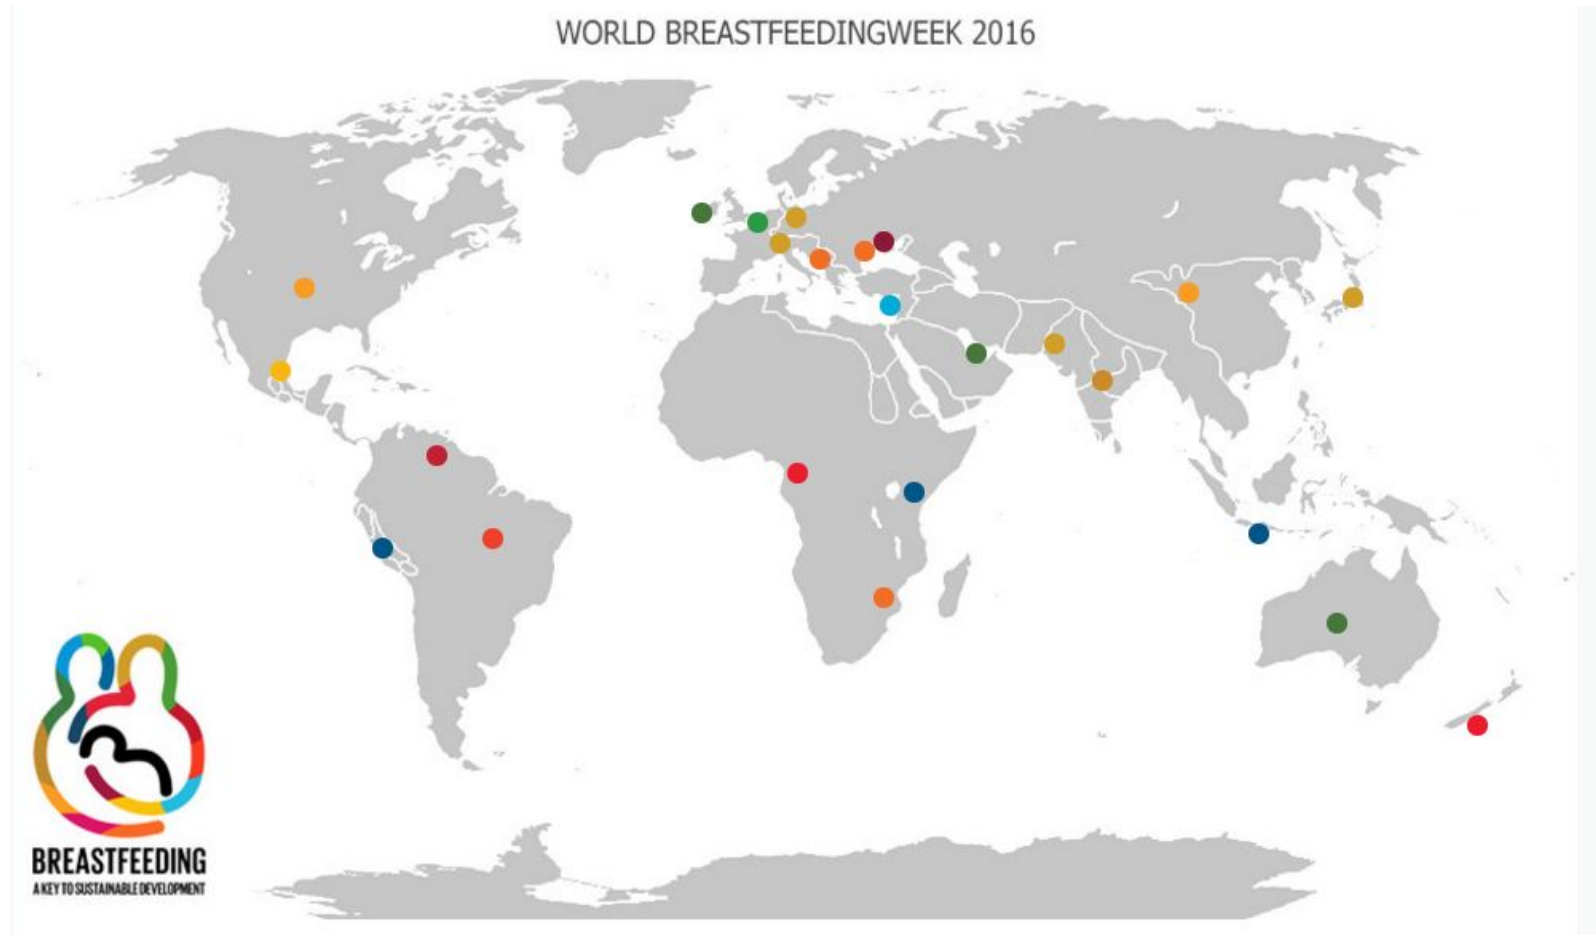 WORLD BREASTFEEDINGWEEK 2016
BREASTFEEDING
A KEY TO SUSTAINABLE DEVELOPMENT